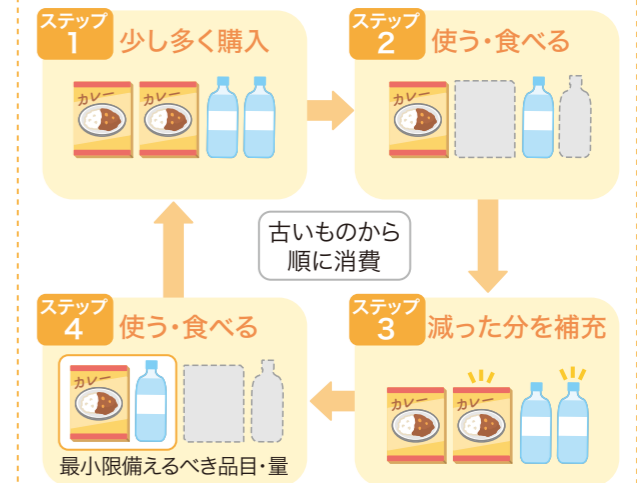 ステップ
1
少し多く購入
カレー
カレー
ステップ
2
使う・食べる
カレー
古いものから
順に消費
ステップ
3
減った分を補充
カレー
カレー
ステップ
4
使う・食べる
カレー
最小限備えるべき品目・量